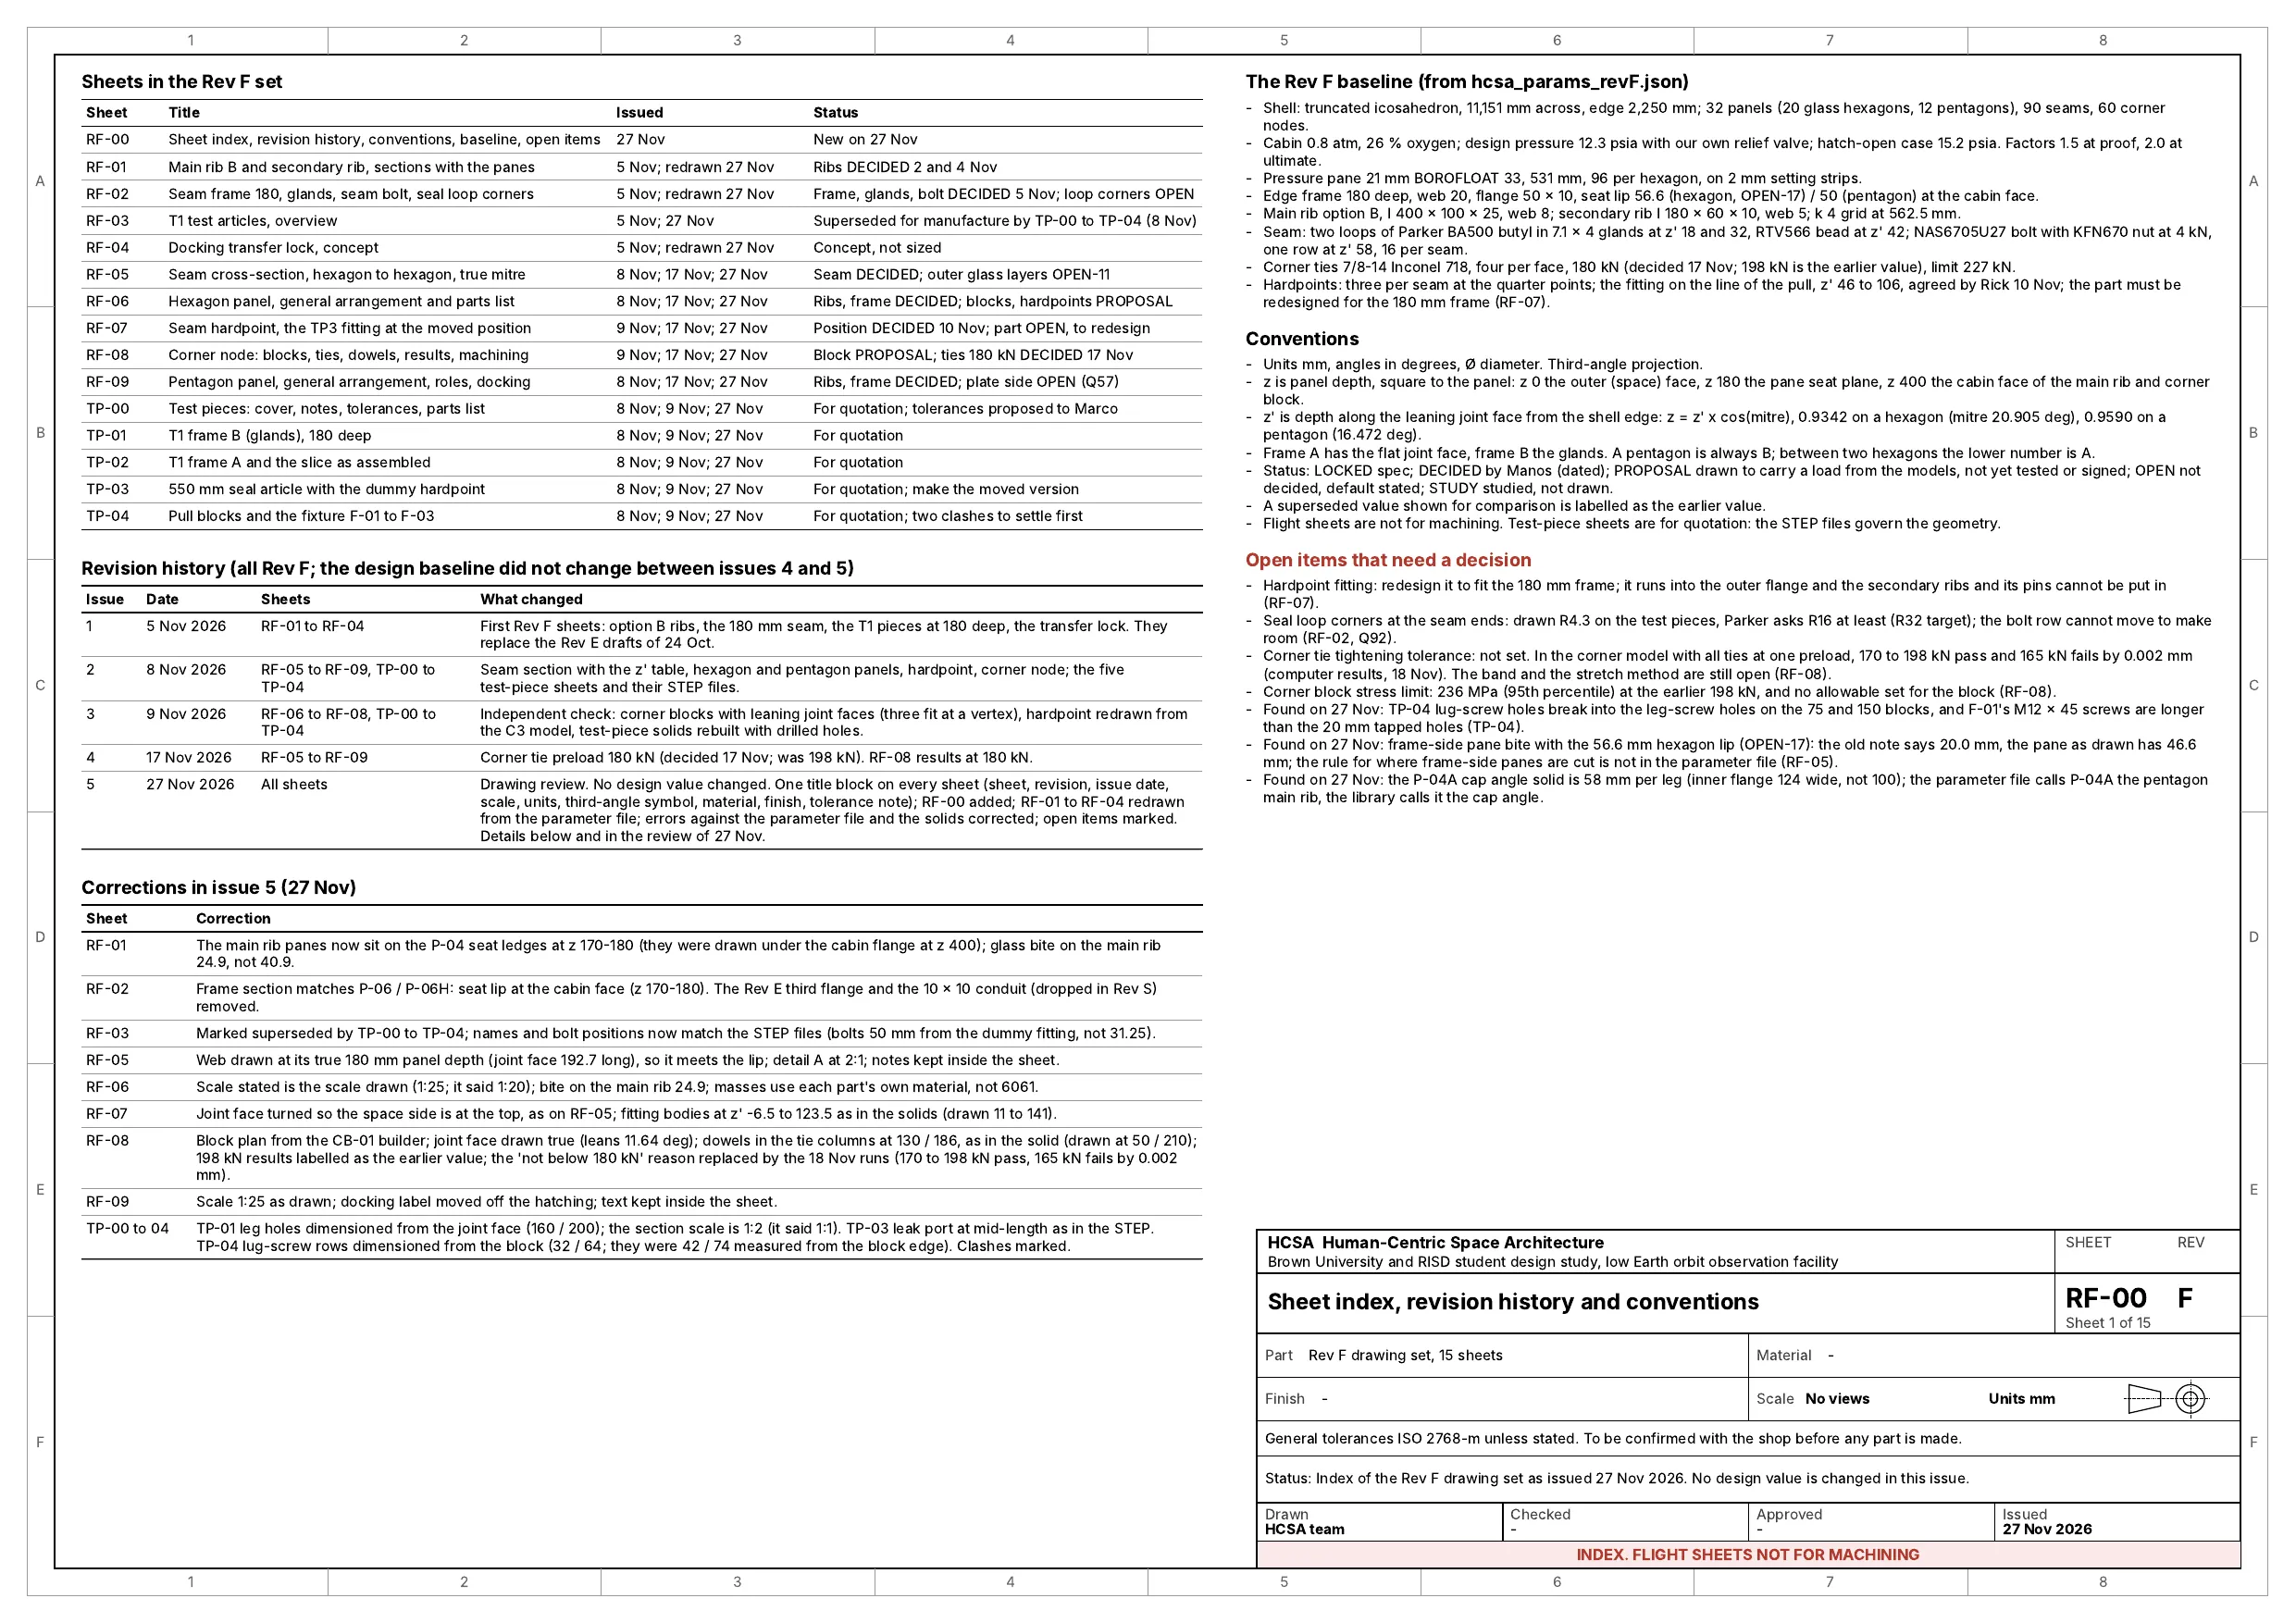 1 2 3 4 5 6 7 8
Sheets in the Rev F set
Sheet Title Issued Status
RF-00 Sheet index, revision history, conventions, baseline, open items 27 Nov New on 27 Nov
RF-01 Main rib B and secondary rib, sections with the panes 5 Nov; redrawn 27 Nov Ribs DECIDED 2 and 4 Nov
RF-02 Seam frame 180, glands, seam bolt, seal loop corners 5 Nov; redrawn 27 Nov Frame, glands, bolt DECIDED 5 Nov; loop corners OPEN
RF-03 T1 test articles, overview 5 Nov; 27 Nov Superseded for manufacture by TP-00 to TP-04 (8 Nov)
RF-04 Docking transfer lock, concept 5 Nov; redrawn 27 Nov Concept, not sized
RF-05 Seam cross-section, hexagon to hexagon, true mitre 8 Nov; 17 Nov; 27 Nov Seam DECIDED; outer glass layers OPEN-11
RF-06 Hexagon panel, general arrangement and parts list 8 Nov; 17 Nov; 27 Nov Ribs, frame DECIDED; blocks, hardpoints PROPOSAL
RF-07 Seam hardpoint, the TP3 fitting at the moved position 9 Nov; 17 Nov; 27 Nov Position DECIDED 10 Nov; part OPEN, to redesign
RF-08 Corner node: blocks, ties, dowels, results, machining 9 Nov; 17 Nov; 27 Nov Block PROPOSAL; ties 180 kN DECIDED 17 Nov
RF-09 Pentagon panel, general arrangement, roles, docking 8 Nov; 17 Nov; 27 Nov Ribs, frame DECIDED; plate side OPEN (Q57)
TP-00 Test pieces: cover, notes, tolerances, parts list 8 Nov; 9 Nov; 27 Nov For quotation; tolerances proposed to Marco
TP-01 T1 frame B (glands), 180 deep 8 Nov; 9 Nov; 27 Nov For quotation
TP-02 T1 frame A and the slice as assembled 8 Nov; 9 Nov; 27 Nov For quotation
TP-03 550 mm seal article with the dummy hardpoint 8 Nov; 9 Nov; 27 Nov For quotation; make the moved version
TP-04 Pull blocks and the fixture F-01 to F-03 8 Nov; 9 Nov; 27 Nov For quotation; two clashes to settle first
Revision history (all Rev F; the design baseline did not change between issues 4 and 5)
Issue Date Sheets What changed
1 5 Nov 2026 RF-01 to RF-04 First Rev F sheets: option B ribs, the 180 mm seam, the T1 pieces at 180 deep, the transfer lock. They
replace the Rev E drafts of 24 Oct.
2 8 Nov 2026 RF-05 to RF-09, TP-00 to Seam section with the z' table, hexagon and pentagon panels, hardpoint, corner node; the five
TP-04 test-piece sheets and their STEP files.
3 9 Nov 2026 RF-06 to RF-08, TP-00 to Independent check: corner blocks with leaning joint faces (three fit at a vertex), hardpoint redrawn from
TP-04 the C3 model, test-piece solids rebuilt with drilled holes.
4 17 Nov 2026 RF-05 to RF-09 Corner tie preload 180 kN (decided 17 Nov; was 198 kN). RF-08 results at 180 kN.
5 27 Nov 2026 All sheets Drawing review. No design value changed. One title block on every sheet (sheet, revision, issue date,
scale, units, third-angle symbol, material, finish, tolerance note); RF-00 added; RF-01 to RF-04 redrawn
from the parameter file; errors against the parameter file and the solids corrected; open items marked.
Details below and in the review of 27 Nov.
Corrections in issue 5 (27 Nov)
Sheet Correction
RF-01 The main rib panes now sit on the P-04 seat ledges at z 170-180 (they were drawn under the cabin flange at z 400); glass bite on the main rib
24.9, not 40.9.
RF-02 Frame section matches P-06 / P-06H: seat lip at the cabin face (z 170-180). The Rev E third flange and the 10 × 10 conduit (dropped in Rev S)
removed.
RF-03 Marked superseded by TP-00 to TP-04; names and bolt positions now match the STEP files (bolts 50 mm from the dummy fitting, not 31.25).
RF-05 Web drawn at its true 180 mm panel depth (joint face 192.7 long), so it meets the lip; detail A at 2:1; notes kept inside the sheet.
RF-06 Scale stated is the scale drawn (1:25; it said 1:20); bite on the main rib 24.9; masses use each part's own material, not 6061.
RF-07 Joint face turned so the space side is at the top, as on RF-05; fitting bodies at z' -6.5 to 123.5 as in the solids (drawn 11 to 141).
RF-08 Block plan from the CB-01 builder; joint face drawn true (leans 11.64 deg); dowels in the tie columns at 130 / 186, as in the solid (drawn at 50 / 210);
198 kN results labelled as the earlier value; the 'not below 180 kN' reason replaced by the 18 Nov runs (170 to 198 kN pass, 165 kN fails by 0.002
mm).
RF-09 Scale 1:25 as drawn; docking label moved off the hatching; text kept inside the sheet.
TP-00 to 04 TP-01 leg holes dimensioned from the joint face (160 / 200); the section scale is 1:2 (it said 1:1). TP-03 leak port at mid-length as in the STEP.
TP-04 lug-screw rows dimensioned from the block (32 / 64; they were 42 / 74 measured from the block edge). Clashes marked.
The Rev F baseline (from hcsa_params_revF.json)
- Shell: truncated icosahedron, 11,151 mm across, edge 2,250 mm; 32 panels (20 glass hexagons, 12 pentagons), 90 seams, 60 corner
nodes.
- Cabin 0.8 atm, 26 % oxygen; design pressure 12.3 psia with our own relief valve; hatch-open case 15.2 psia. Factors 1.5 at proof, 2.0 at
ultimate.
- Pressure pane 21 mm BOROFLOAT 33, 531 mm, 96 per hexagon, on 2 mm setting strips.
- Edge frame 180 deep, web 20, flange 50 × 10, seat lip 56.6 (hexagon, OPEN-17) / 50 (pentagon) at the cabin face.
- Main rib option B, I 400 × 100 × 25, web 8; secondary rib I 180 × 60 × 10, web 5; k 4 grid at 562.5 mm.
- Seam: two loops of Parker BA500 butyl in 7.1 × 4 glands at z' 18 and 32, RTV566 bead at z' 42; NAS6705U27 bolt with KFN670 nut at 4 kN,
one row at z' 58, 16 per seam.
- Corner ties 7/8-14 Inconel 718, four per face, 180 kN (decided 17 Nov; 198 kN is the earlier value), limit 227 kN.
- Hardpoints: three per seam at the quarter points; the fitting on the line of the pull, z' 46 to 106, agreed by Rick 10 Nov; the part must be
redesigned for the 180 mm frame (RF-07).
Conventions
- Units mm, angles in degrees, Ø diameter. Third-angle projection.
- z is panel depth, square to the panel: z 0 the outer (space) face, z 180 the pane seat plane, z 400 the cabin face of the main rib and corner
block.
- z' is depth along the leaning joint face from the shell edge: z = z' x cos(mitre), 0.9342 on a hexagon (mitre 20.905 deg), 0.9590 on a
pentagon (16.472 deg).
- Frame A has the flat joint face, frame B the glands. A pentagon is always B; between two hexagons the lower number is A.
- Status: LOCKED spec; DECIDED by Manos (dated); PROPOSAL drawn to carry a load from the models, not yet tested or signed; OPEN not
decided, default stated; STUDY studied, not drawn.
- A superseded value shown for comparison is labelled as the earlier value.
- Flight sheets are not for machining. Test-piece sheets are for quotation: the STEP files govern the geometry.
Open items that need a decision
- Hardpoint fitting: redesign it to fit the 180 mm frame; it runs into the outer flange and the secondary ribs and its pins cannot be put in
(RF-07).
- Seal loop corners at the seam ends: drawn R4.3 on the test pieces, Parker asks R16 at least (R32 target); the bolt row cannot move to make
room (RF-02, Q92).
- Corner tie tightening tolerance: not set. In the corner model with all ties at one preload, 170 to 198 kN pass and 165 kN fails by 0.002 mm
(computer results, 18 Nov). The band and the stretch method are still open (RF-08).
- Corner block stress limit: 236 MPa (95th percentile) at the earlier 198 kN, and no allowable set for the block (RF-08).
- Found on 27 Nov: TP-04 lug-screw holes break into the leg-screw holes on the 75 and 150 blocks, and F-01's M12 × 45 screws are longer
than the 20 mm tapped holes (TP-04).
- Found on 27 Nov: frame-side pane bite with the 56.6 mm hexagon lip (OPEN-17): the old note says 20.0 mm, the pane as drawn has 46.6
mm; the rule for where frame-side panes are cut is not in the parameter file (RF-05).
- Found on 27 Nov: the P-04A cap angle solid is 58 mm per leg (inner flange 124 wide, not 100); the parameter file calls P-04A the pentagon
main rib, the library calls it the cap angle.
HCSA Human-Centric Space Architecture
Brown University and RISD student design study, low Earth orbit observation facility
SHEET REV
Sheet index, revision history and conventions
RF-00 F
Sheet 1 of 15
Part Rev F drawing set, 15 sheets Material -
Finish - Scale No views Units mm
General tolerances ISO 2768-m unless stated. To be confirmed with the shop before any part is made.
Status: Index of the Rev F drawing set as issued 27 Nov 2026. No design value is changed in this issue.
Drawn Checked Approved Issued
HCSA team - - 27 Nov 2026
INDEX. FLIGHT SHEETS NOT FOR MACHINING
A A
B B
C C
D D
E E
F F
1 2 3 4 5 6 7 8